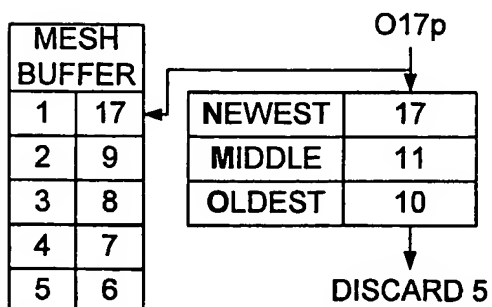 MESH
BUFFER
1 17
2 9
3 8
4 7
5 6
O17p
NEWEST 17
MIDDLE 11
OLDEST 10
DISCARD 5